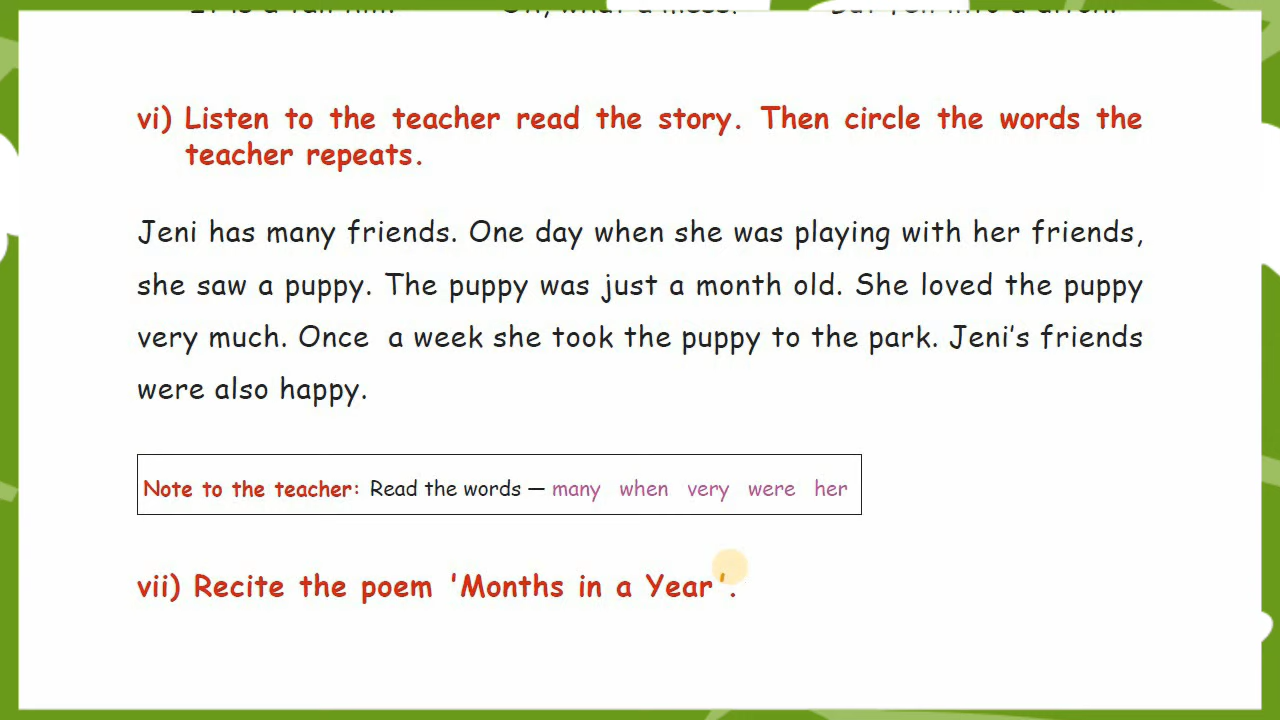 vi) Listen to the teacher read the story. Then circle the words the
teacher repeats.
Jeni has many friends. One day when she was playing with her friends,
she saw a puppy. The puppy was just a month old. She loved the puppy
very much. Once a week she took the puppy to the park. Jeni's friends
were also happy.
Note to the teacher: Read the words — many when very were her
vii) Recite the poem 'Months in a Year'.